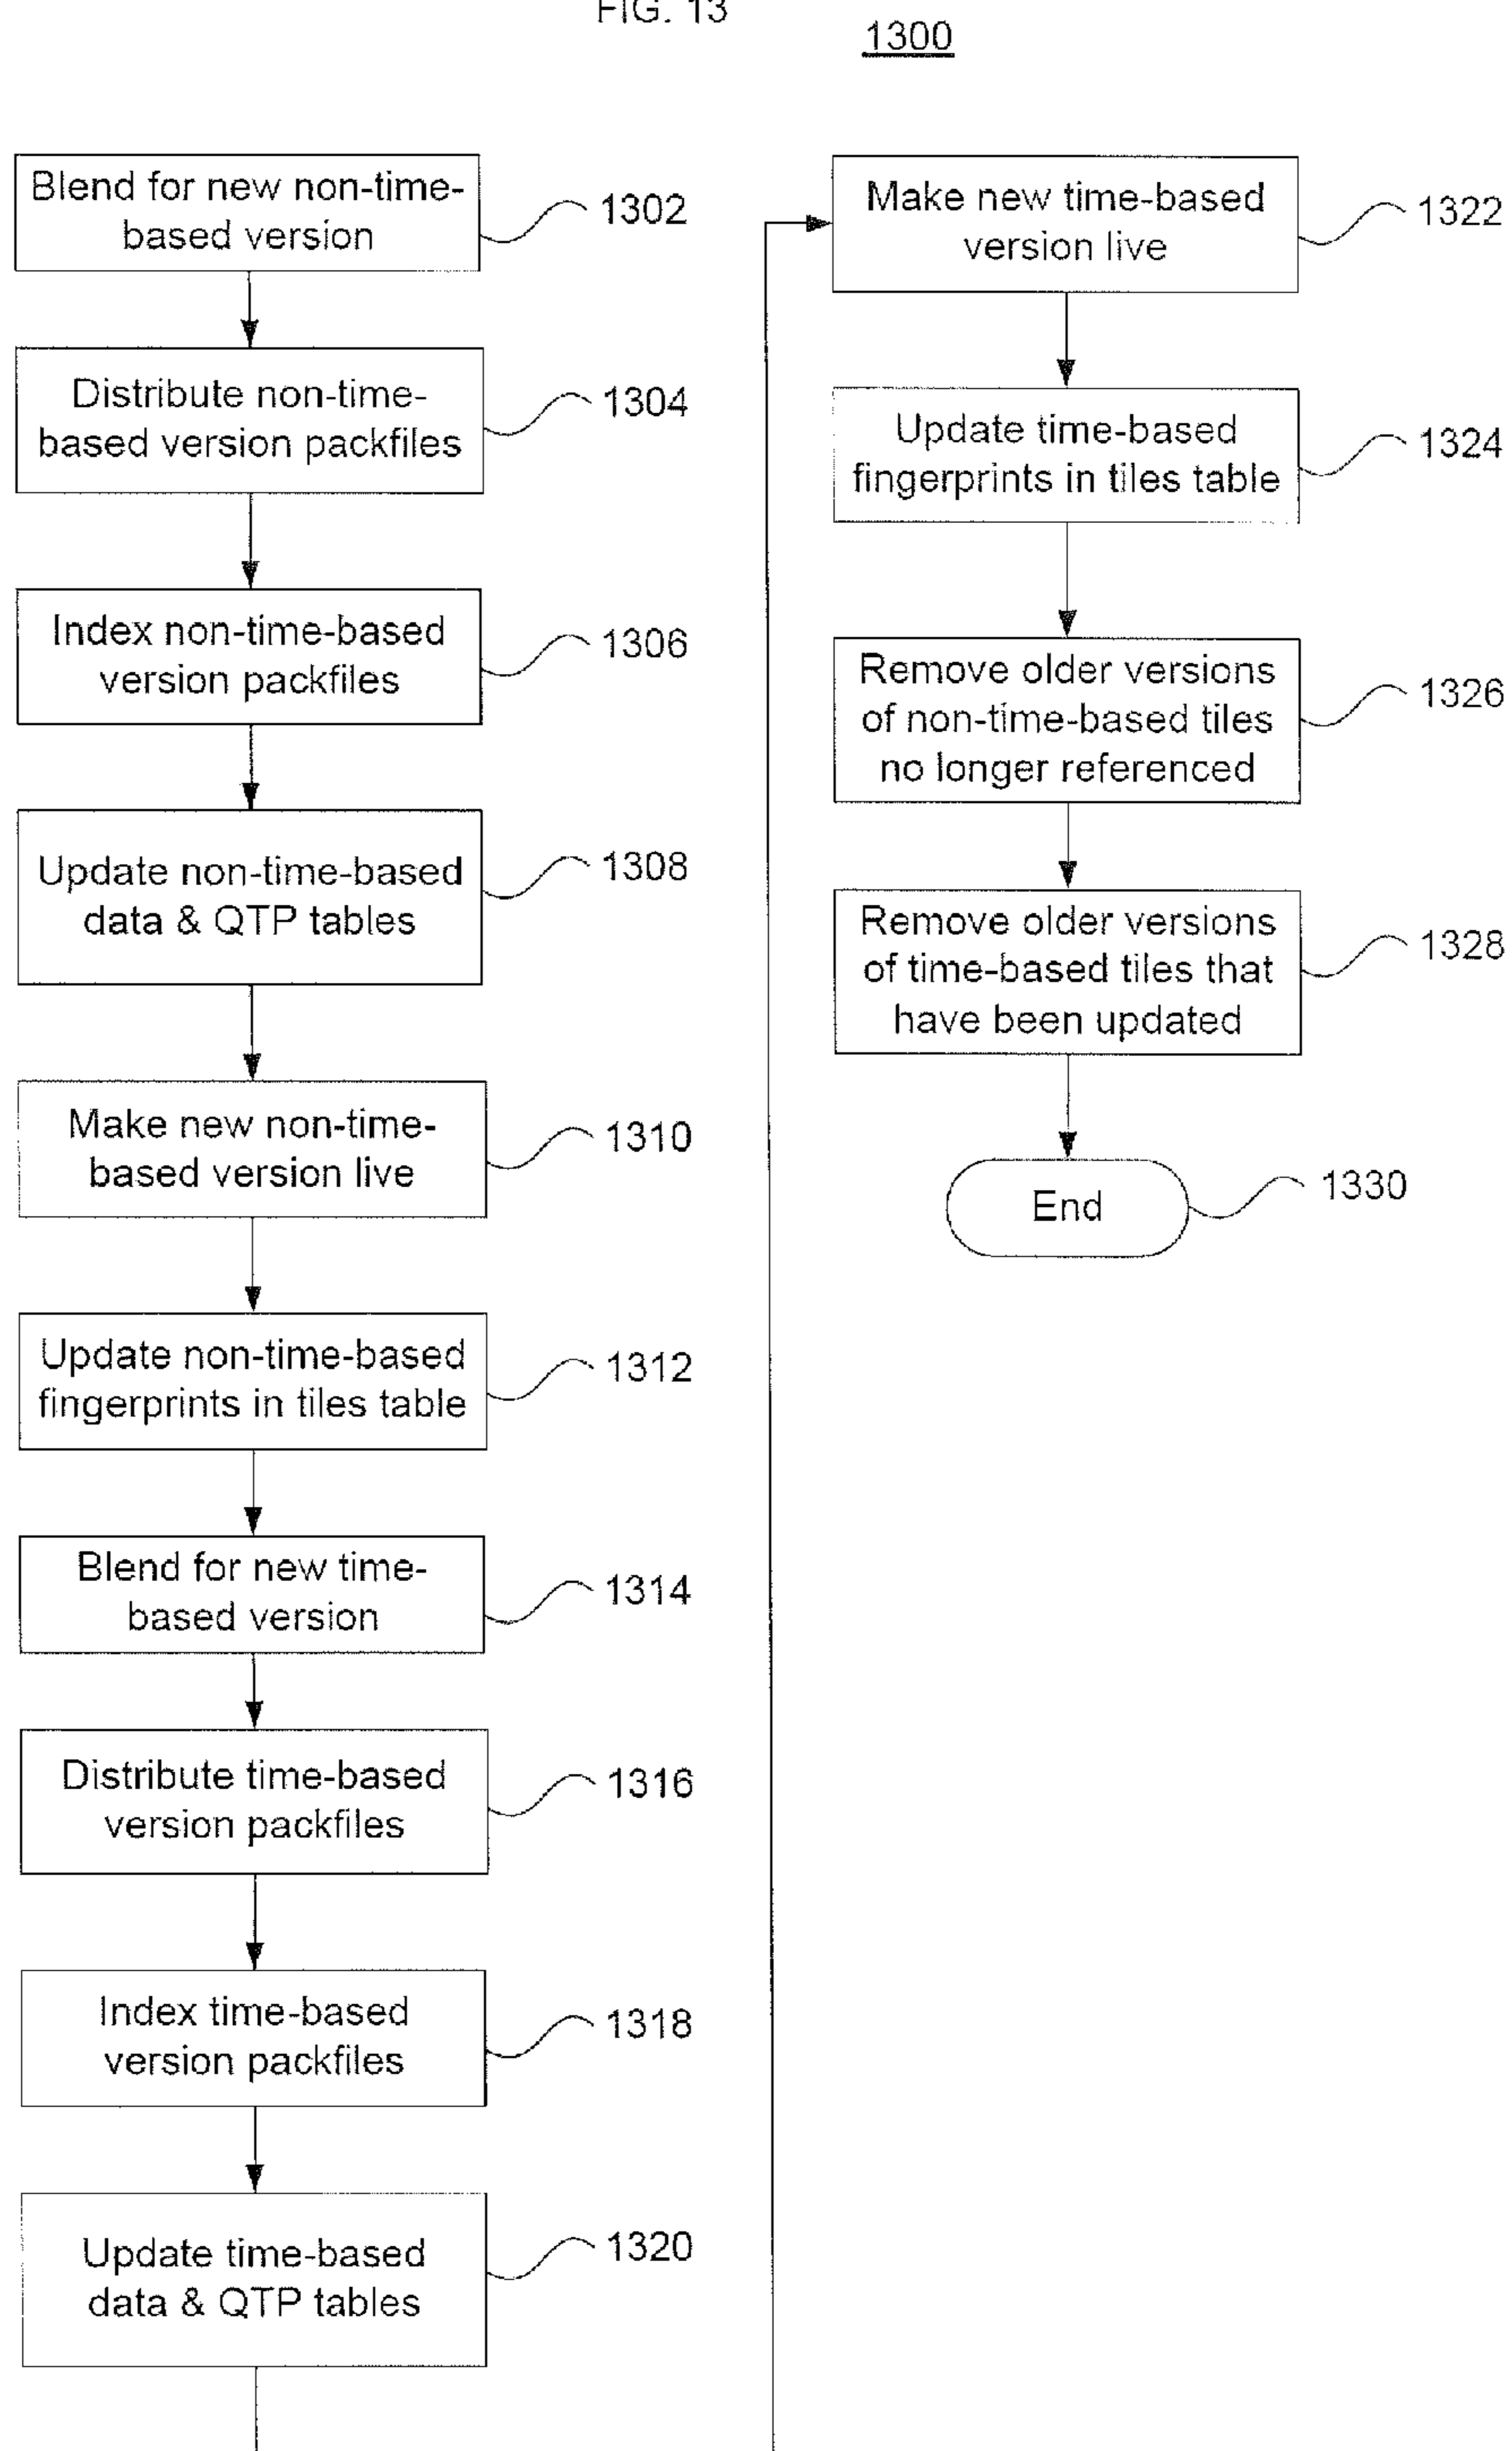 FIG. 13
1300
Blend for new non-time-
based version
1302
Distribute non-time-
based version packfiles
1304
Index non-time-based
version packfiles
1306
Update non-time-based
data & QTP tables
1308
Make new non-time-
based version live
1310
Update non-time-based
fingerprints in tiles table
1312
Blend for new time-
based version
1314
Distribute time-based
version packfiles
1316
Index time-based
version packfiles
1318
Update time-based
data & QTP tables
1320
Make new time-based
version live
1322
Update time-based
fingerprints in tiles table
1324
Remove older versions
of non-time-based tiles
no longer referenced
1326
Remove older versions
of time-based tiles that
have been updated
1328
End
1330